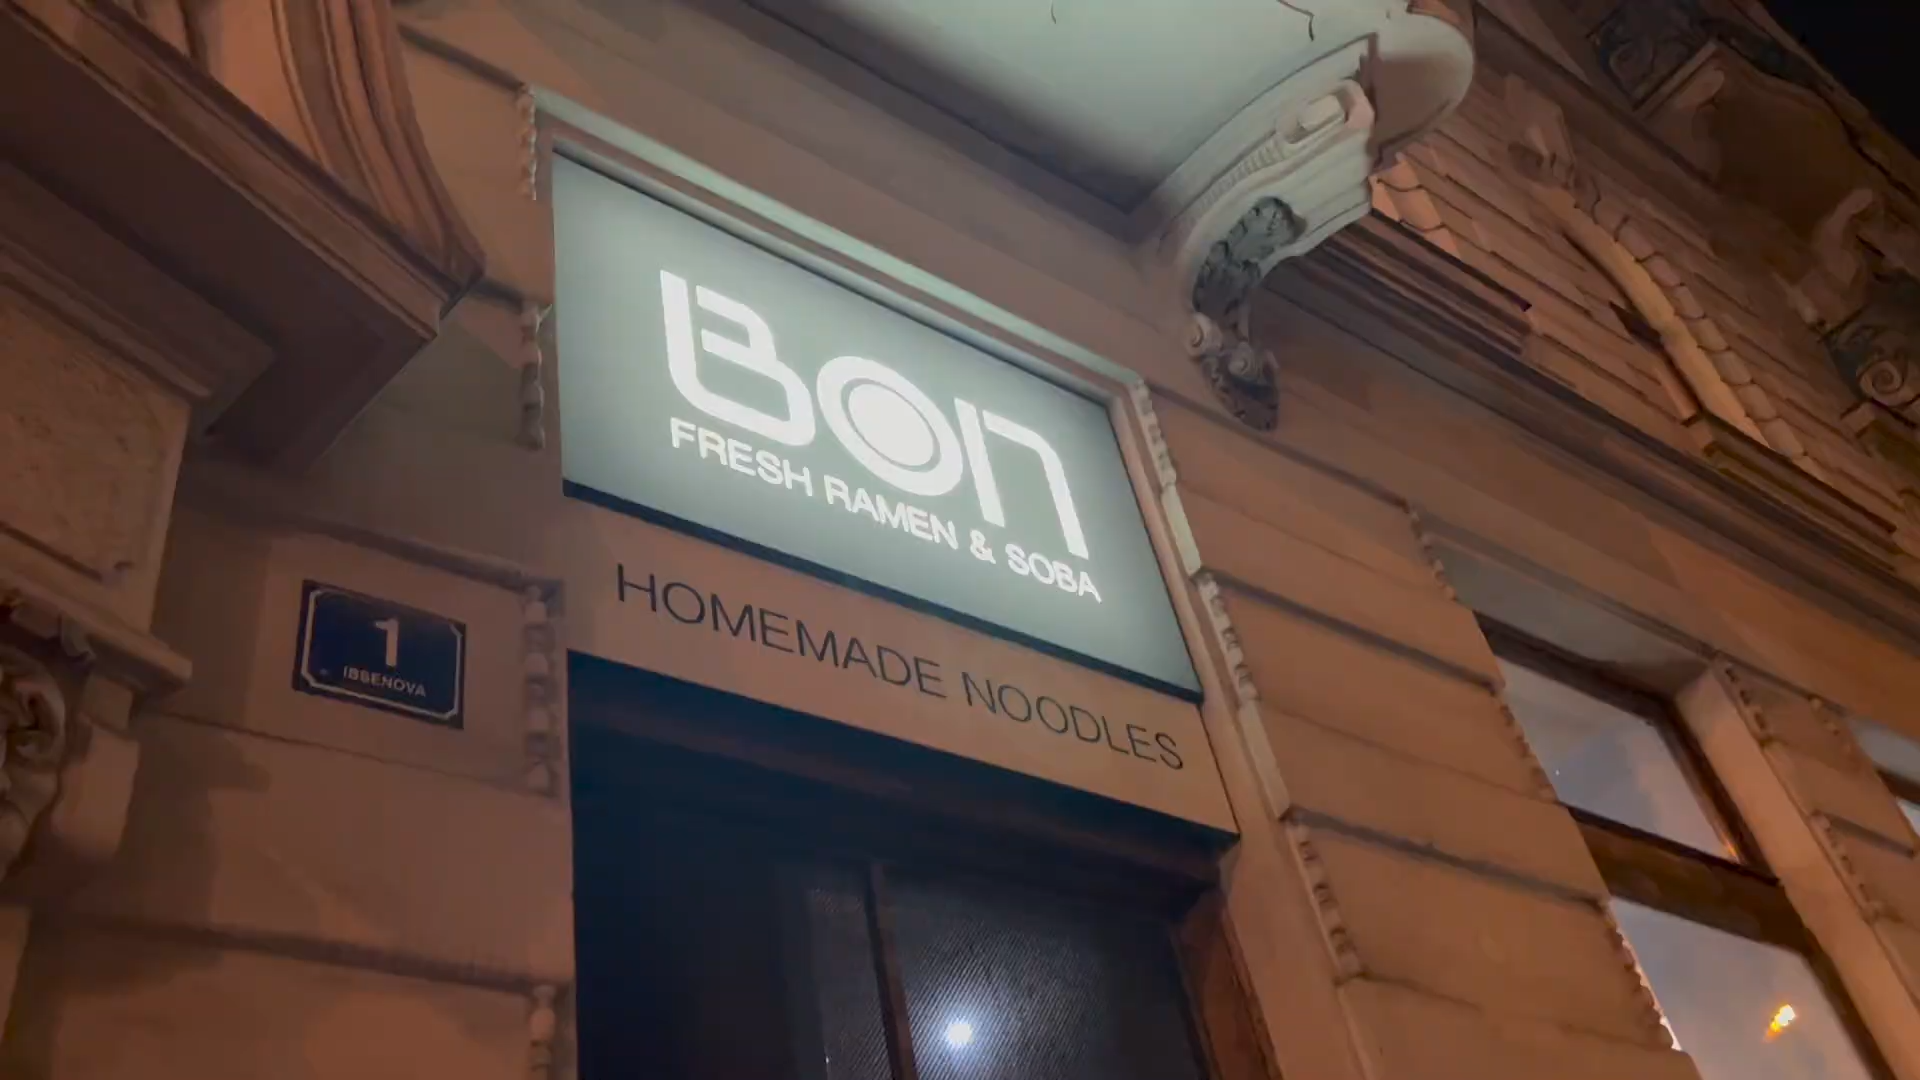 Bon
FRESH RAMEN & SOBA
HOMEMADE NOODLES
1
IBSENOVA